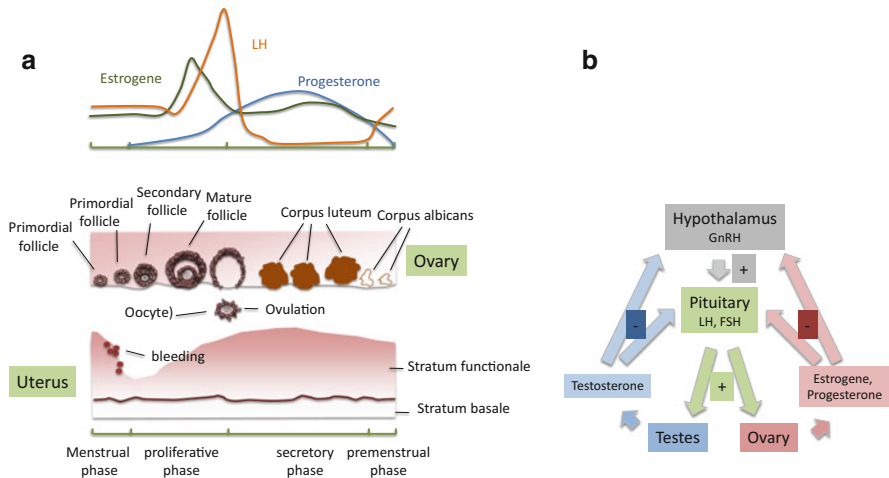 a
LH
Estrogene
Progesterone
Primordial
follicle
Primordial
follicle
Secondary
follicle
Mature
follicle
Corpus luteum
Corpus albicans
Ovary
Oocyte)
Ovulation
bleeding
Uterus
Stratum functionale
Stratum basale
Menstrual
phase
proliferative
phase
secretory
phase
premenstrual
phase
b
Hypothalamus
GnRH
+
Pituitary
LH, FSH
-
-
Testosterone
+
Estrogene,
Progesterone
Testes
Ovary